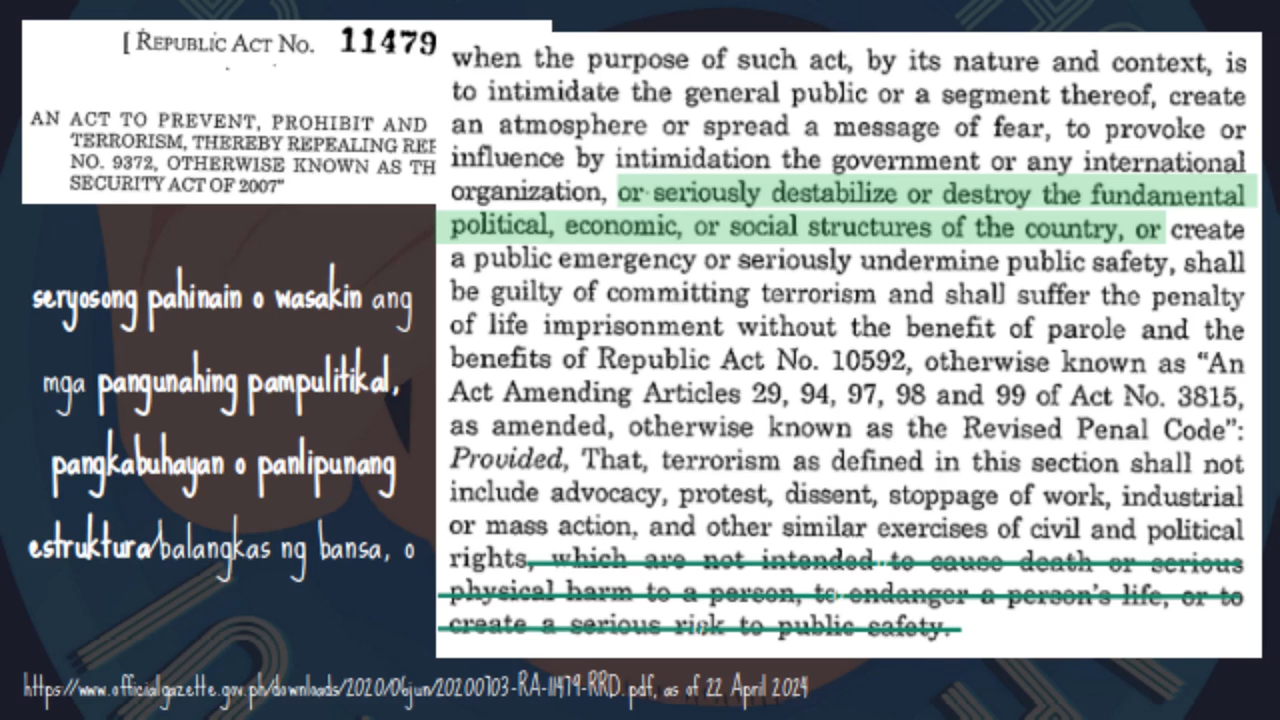 [ REPUBLIC ACT NO. 11479
AN ACT TO PREVENT, PROHIBIT AND
TERRORISM, THEREBY REPEALING REP
NO. 9372, OTHERWISE KNOWN AS TH
SECURITY ACT OF 2007"
when the purpose of such act, by its nature and context, is
to intimidate the general public or a segment thereof, create
an atmosphere or spread a message of fear, to provoke or
influence by intimidation the government or any international
organization, or seriously destabilize or destroy the fundamental
political, economic, or social structures of the country, or create
a public emergency or seriously undermine public safety, shall
be guilty of committing terrorism and shall suffer the penalty
of life imprisonment without the benefit of parole and the
benefits of Republic Act No. 10592, otherwise known as “An
Act Amending Articles 29, 94, 97, 98 and 99 of Act No. 3815,
as amended, otherwise known as the Revised Penal Code”:
Provided, That, terrorism as defined in this section shall not
include advocacy, protest, dissent, stoppage of work, industrial
or mass action, and other similar exercises of civil and political
rights, which are not intended to cause death or serious
physical harm to a person, to endanger a person’s life, or to
create a serious risk to public safety.
seryosong pahinain o wasakin ang
mga pangunahing pampulitikal,
pangkabuhayan o panlipunang
estruktura/balangkas ng bansa, o
https://www.officialgazette.gov.ph/downloads/2020/06jun/20200703-RA-11479-RRD.pdf, as of 22 April 2024